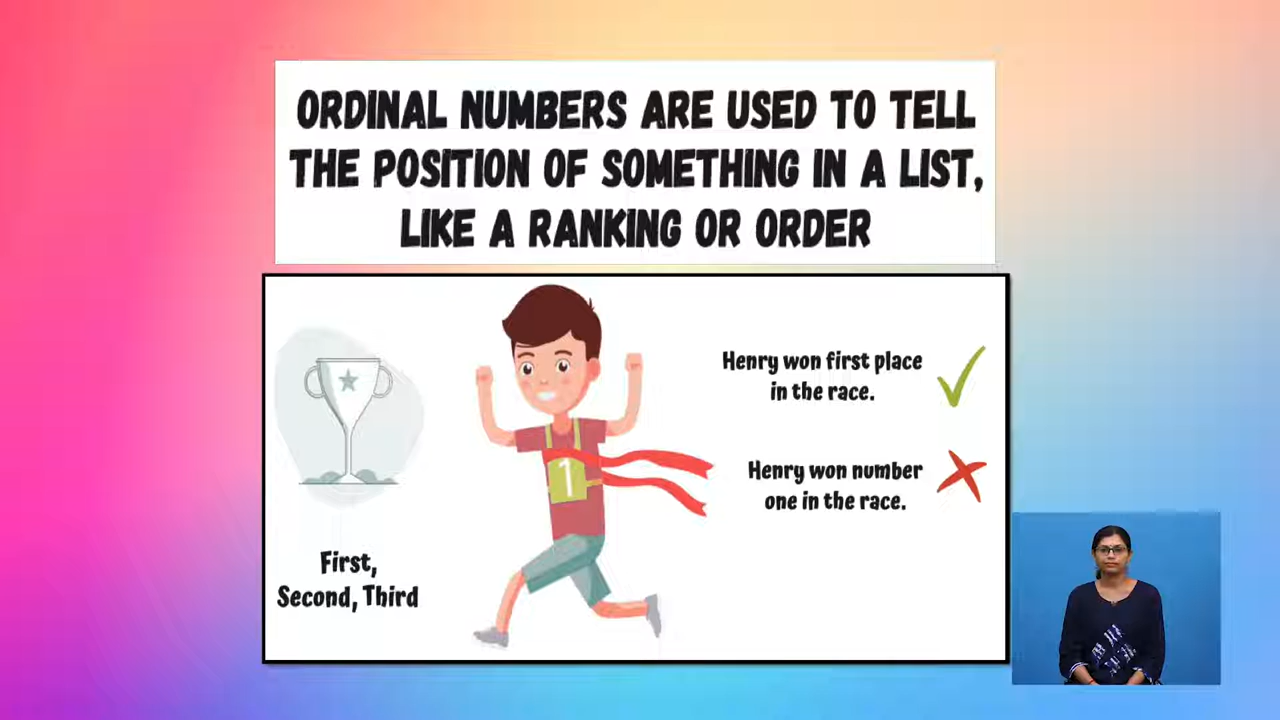 ORDINAL NUMBERS ARE USED TO TELL
THE POSITION OF SOMETHING IN A LIST,
LIKE A RANKING OR ORDER
First,
Second, Third
1
Henry won first place
in the race.
Henry won number
one in the race.